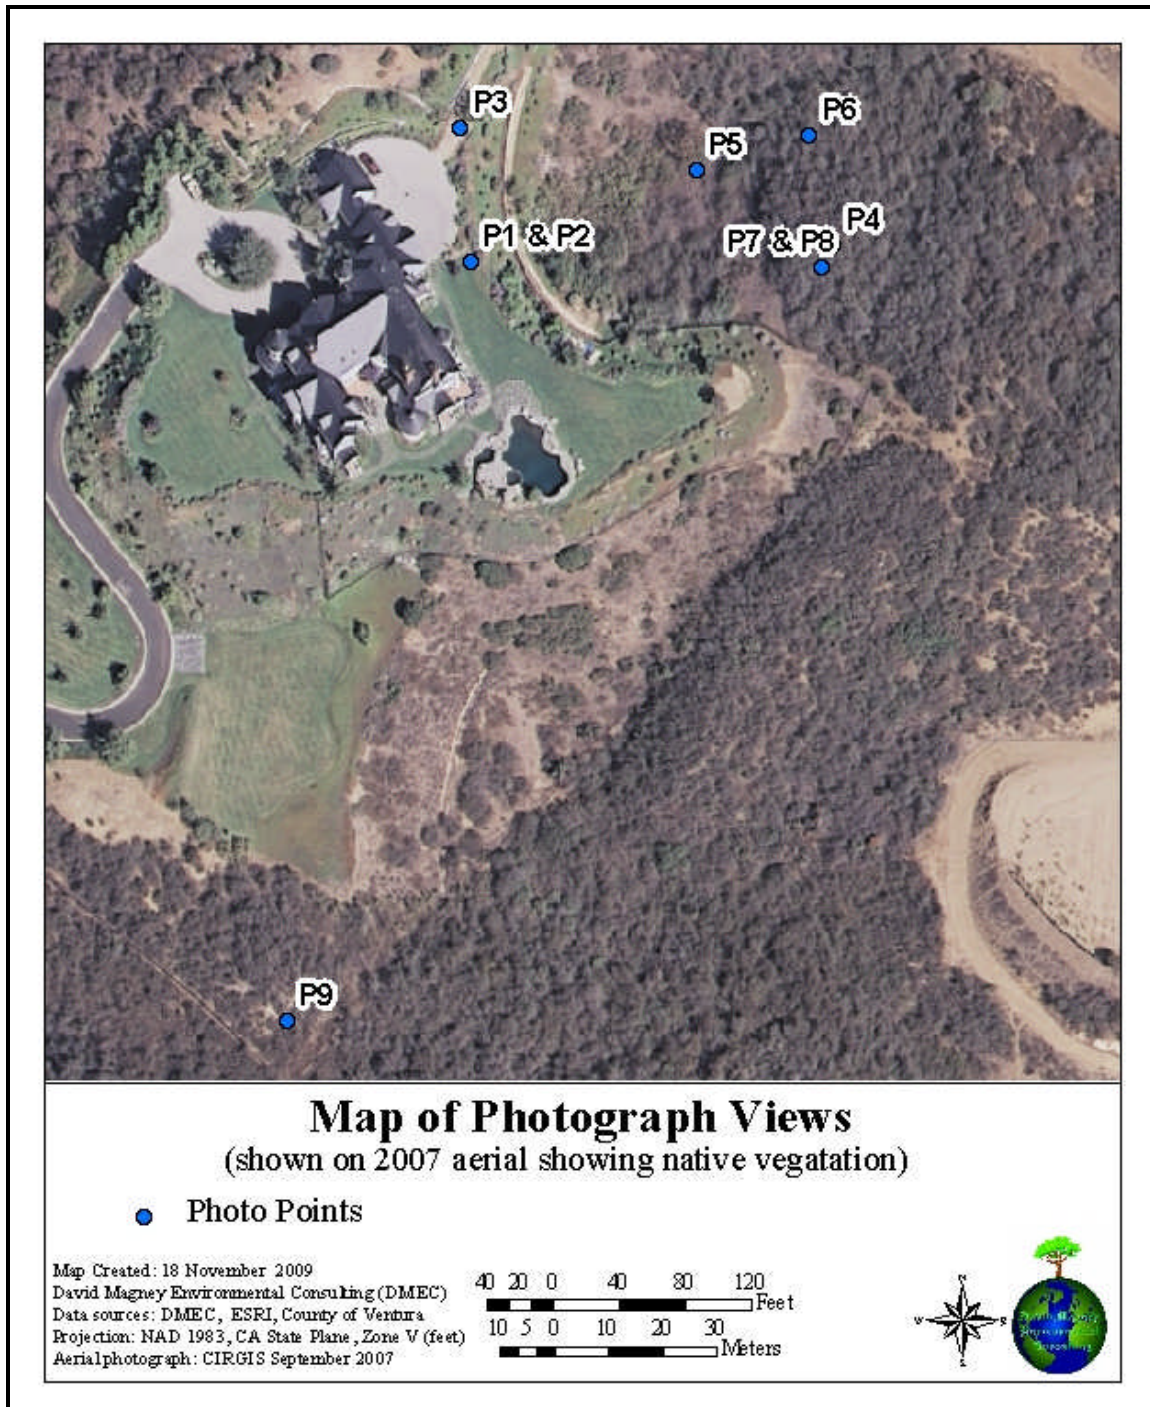 P3
P6
P5
P4
P1 & P2
P7 & P8
P9
Map of Photograph Views
(shown on 2007 aerial showing native vegatation)
Photo Points
Map Created: 18 November 2009
David Magney Environmental Consulting (DMEC)
Data sources: DMEC, ESRI, County of Ventura
Projection: NAD 1983, CA State Plane, Zone V (feet)
Aerial photograph: CIRGIS September 2007
40 20 0 40 80 120
Feet
10 5 0 10 20 30
Meters
N
W